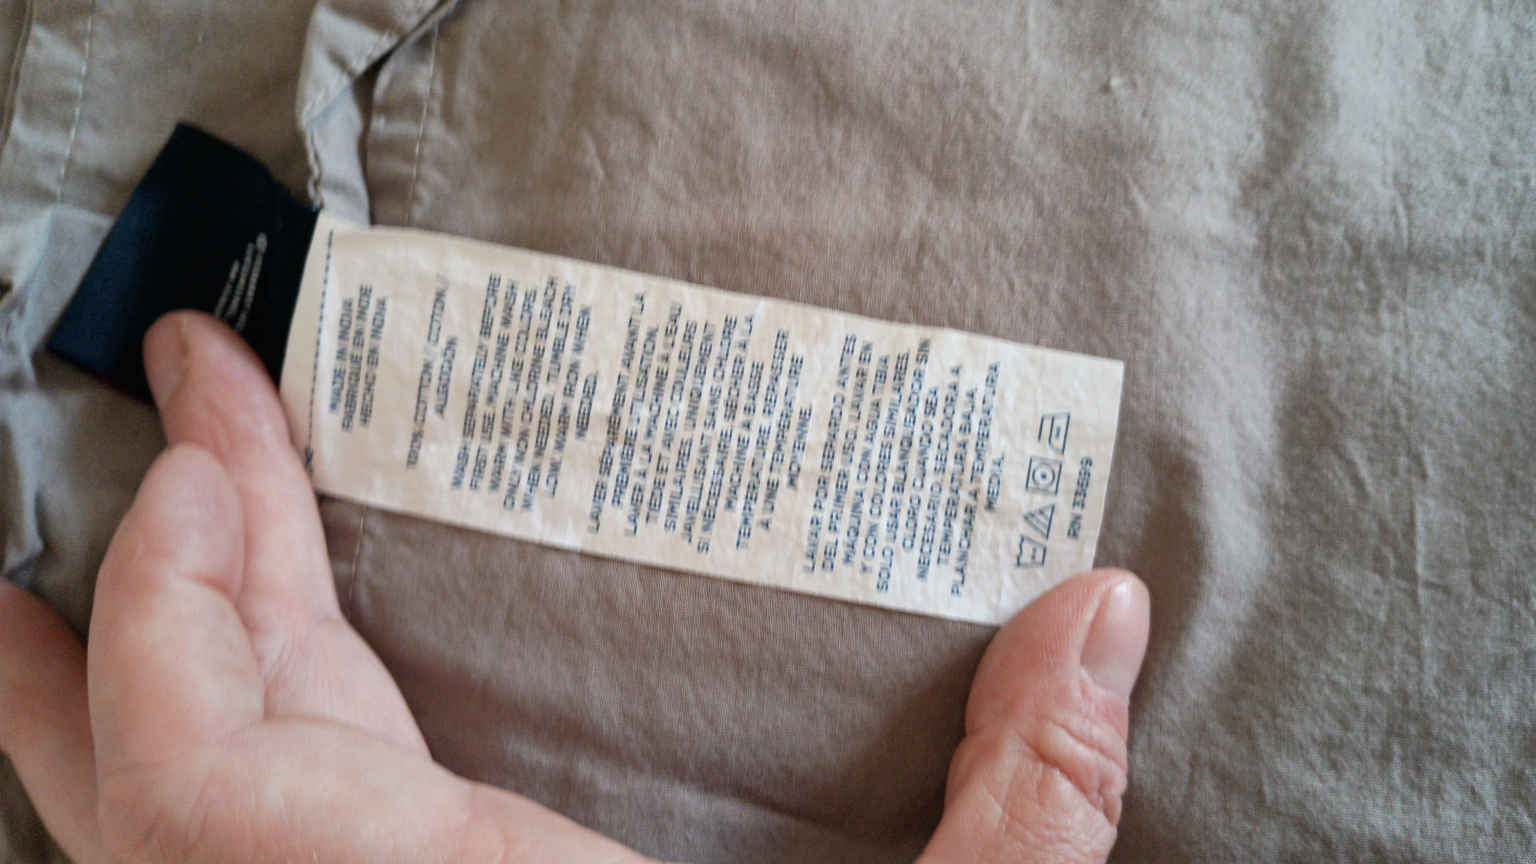 MADE IN INDIA
FABRIQUÉ EN INDE
HECHO EN INDIA
100% COTTON / COTON /
ALGODÓN
WASH SEPARATELY BEFORE
FIRST USE. MACHINE WASH
WARM WITH LIKE COLORS.
ONLY NON-CHLORINE BLEACH
WHEN NEEDED. TUMBLE DRY
LOW. WARM IRON WHEN
NEEDED.
LAVER SÉPARÉMENT AVANT LA
PREMIÈRE UTILISATION.
LAVER À LA MACHINE À L'EAU
TIÈDE ET AVEC COULEURS
SIMILAIRES. UNIQUEMENT
JAVELLISANT SANS CHLORE
SI NÉCESSAIRE. SÉCHER À LA
MACHINE À BASSE
TEMPÉRATURE. REPASSER
À UNE TEMPÉRATURE
MOYENNE.
LAVAR POR SEPARADO ANTES
DEL PRIMER USO. LAVAR EN
MÁQUINA CON AGUA TIBIA
Y CON COLORES SIMILARES.
SOLO USAR BLANQUEADOR SIN
CLORO CUANDO SEA
NECESARIO. SECADORA A
TEMPERATURA BAJA.
PLANCHAR A TEMPERATURA
MEDIA.
RN 93699